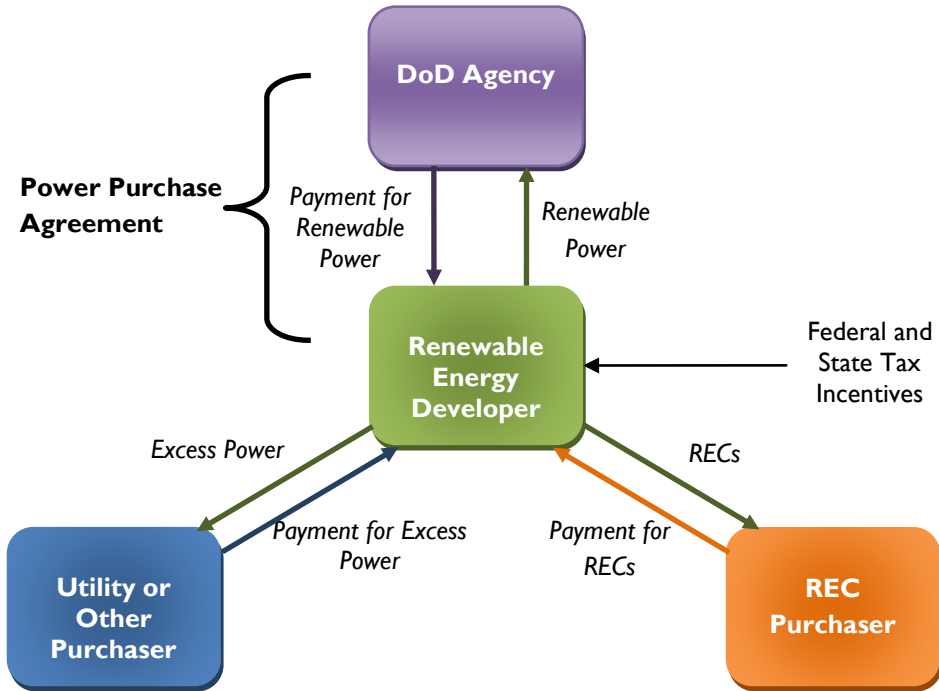 DoD Agency
Power Purchase
Agreement
Payment for
Renewable
Power
Renewable
Power
Renewable
Energy
Developer
Federal and
State Tax
Incentives
Excess Power
RECs
Payment for Excess
Power
Payment for
RECs
Utility or
Other
Purchaser
REC
Purchaser